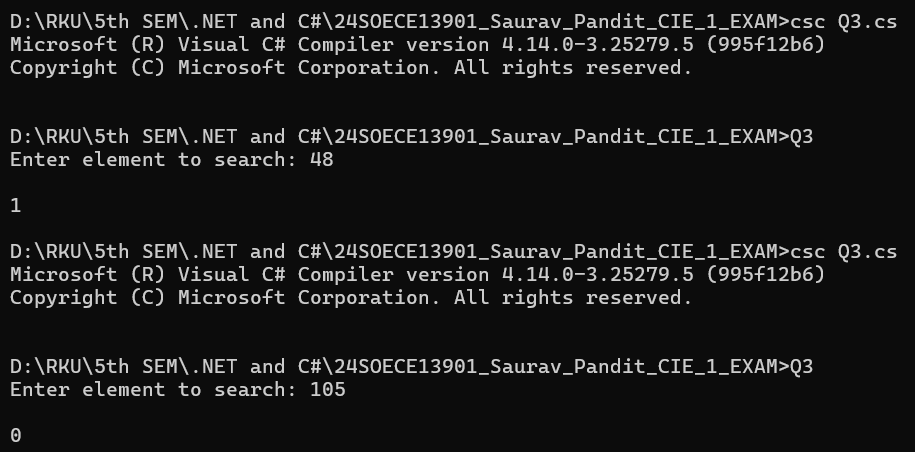 D:\RKU\5th SEM\.NET and C#\24SOECE13901_Saurav_Pandit_CIE_1_EXAM>csc Q3.cs
Microsoft (R) Visual C# Compiler version 4.14.0-3.25279.5 (995f12b6)
Copyright (C) Microsoft Corporation. All rights reserved.
D:\RKU\5th SEM\.NET and C#\24SOECE13901_Saurav_Pandit_CIE_1_EXAM>Q3
Enter element to search: 48
1
D:\RKU\5th SEM\.NET and C#\24SOECE13901_Saurav_Pandit_CIE_1_EXAM>csc Q3.cs
Microsoft (R) Visual C# Compiler version 4.14.0-3.25279.5 (995f12b6)
Copyright (C) Microsoft Corporation. All rights reserved.
D:\RKU\5th SEM\.NET and C#\24SOECE13901_Saurav_Pandit_CIE_1_EXAM>Q3
Enter element to search: 105
0